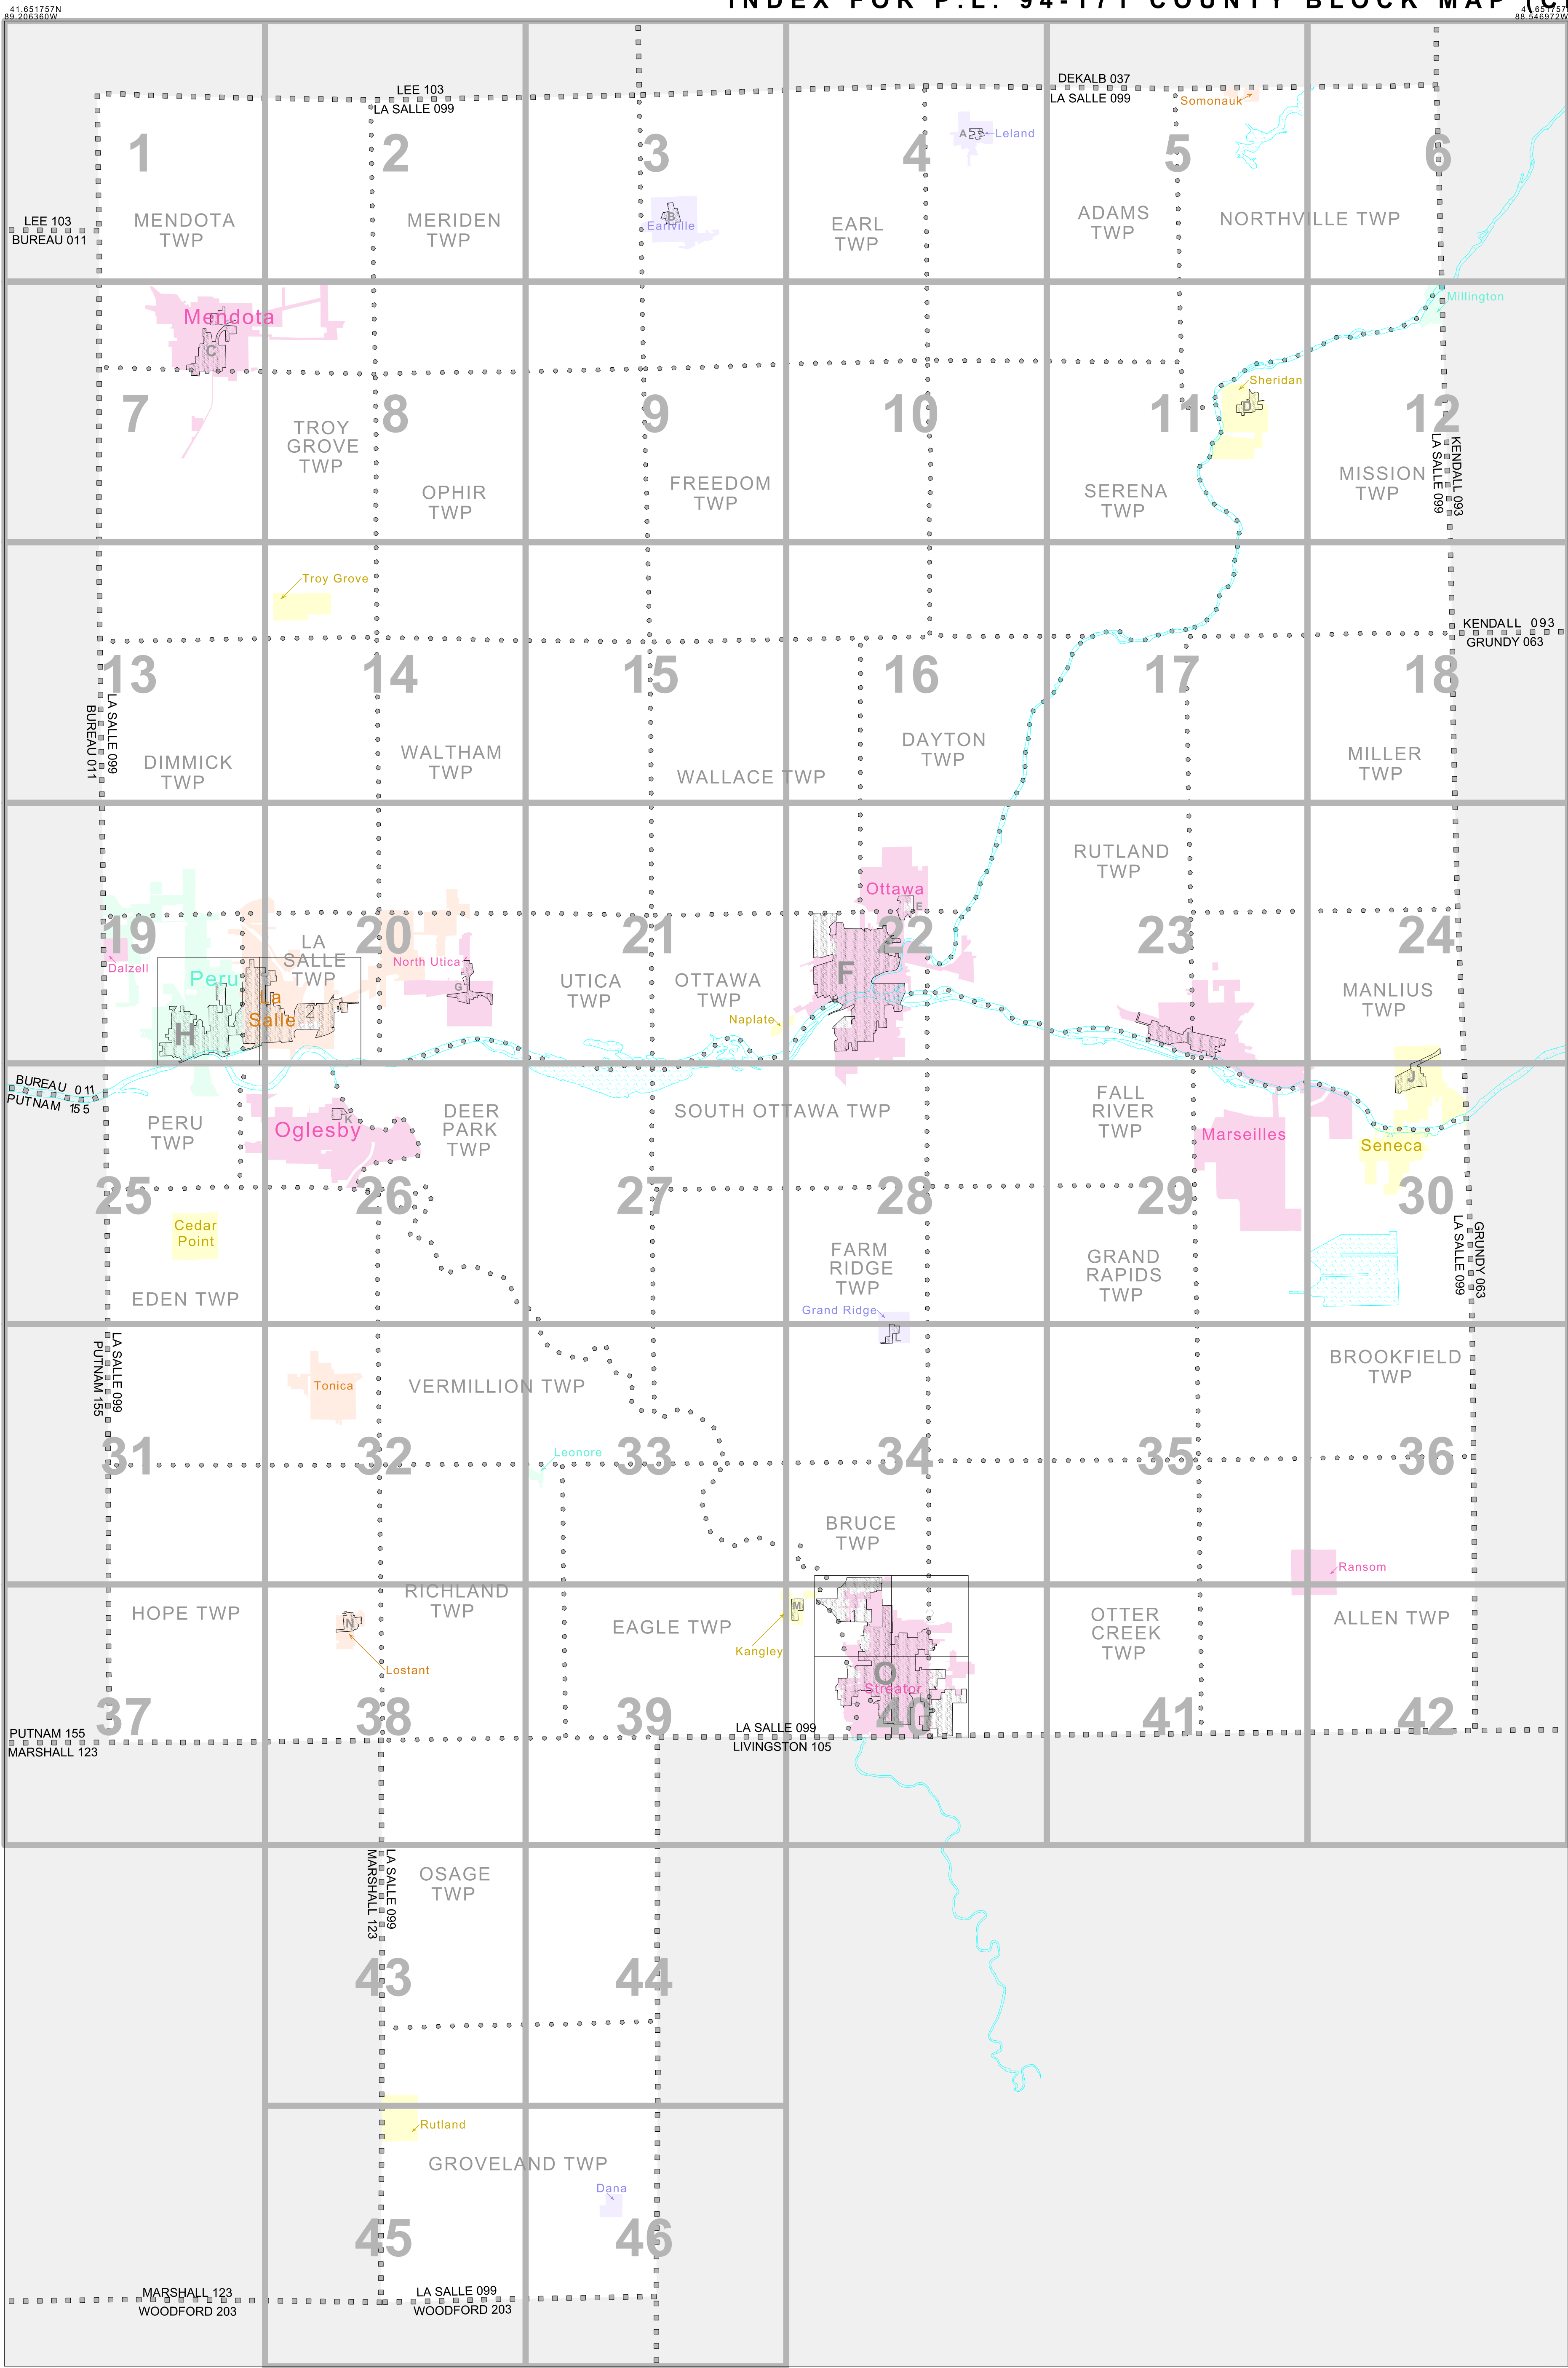 INDEX FOR P.L. 94-171 COUNTY BLOCK MAP
41.651757N
89.206360W
88.546972W
LEE 103
LA SALLE 099
DEKALB 037
LA SALLE 099
Somonauk
A
Leland
1
2
3
4
5
6
LEE 103
BUREAU 011
MENDOTA
TWP
MERIDEN
TWP
B
Earlville
EARL
TWP
ADAMS
TWP
NORTHVILLE TWP
Mendota
C
Millington
Sheridan
D
7
8
9
10
11
12
TROY
GROVE
TWP
OPHIR
TWP
FREEDOM
TWP
SERENA
TWP
MISSION
TWP
KENDALL 093
LA SALLE 099
Troy Grove
KENDALL 093
GRUNDY 063
13
14
15
16
17
18
LA SALLE 099
BUREAU 011
DIMMICK
TWP
WALTHAM
TWP
WALLACE TWP
DAYTON
TWP
MILLER
TWP
RUTLAND
TWP
Ottawa
E
19
20
21
22
23
24
Dalzell
Peru
LA
SALLE
TWP
La
Salle
H
1
2
North Utica
G
UTICA
TWP
OTTAWA
TWP
Naplate
F
MANLIUS
TWP
BUREAU 011
PUTNAM 155
PERU
TWP
Oglesby
K
DEER
PARK
TWP
SOUTH OTTAWA TWP
FALL
RIVER
TWP
Marseilles
J
Seneca
25
26
27
28
29
30
Cedar
Point
EDEN TWP
FARM
RIDGE
TWP
Grand Ridge
L
GRAND
RAPIDS
TWP
GRUNDY 063
LA SALLE 099
LA SALLE 099
PUTNAM 155
Tonica
VERMILLION TWP
BROOKFIELD
TWP
Leonore
31
32
33
34
35
36
BRUCE
TWP
Ransom
HOPE TWP
N
Lostant
RICHLAND
TWP
EAGLE TWP
M
Kangley
1
2
O
Streator
OTTER
CREEK
TWP
ALLEN TWP
37
38
39
40
41
42
PUTNAM 155
MARSHALL 123
LA SALLE 099
LIVINGSTON 105
LA SALLE 099
MARSHALL 123
OSAGE
TWP
43
44
Rutland
GROVELAND TWP
Dana
45
46
MARSHALL 123
WOODFORD 203
LA SALLE 099
WOODFORD 203